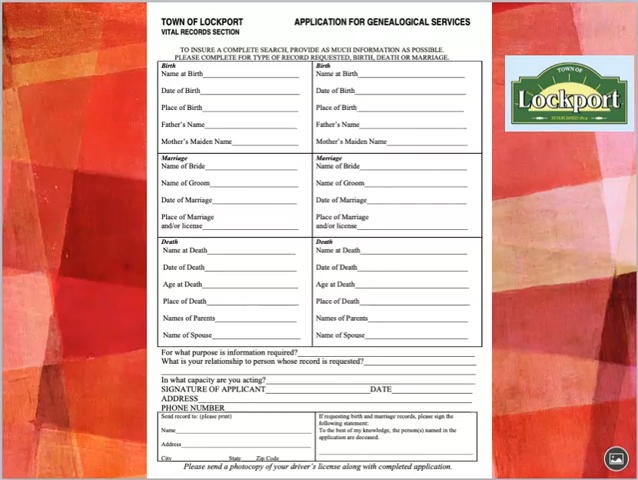 TOWN OF LOCKPORT APPLICATION FOR GENEALOGICAL SERVICES
VITAL RECORDS SECTION
TO INSURE A COMPLETE SEARCH, PROVIDE AS MUCH INFORMATION AS POSSIBLE.
PLEASE COMPLETE FOR TYPE OF RECORD REQUESTED, BIRTH, DEATH OR MARRIAGE.
Birth
Name at Birth
Date of Birth
Place of Birth
Father's Name
Mother's Maiden Name
Birth
Name at Birth
Date of Birth
Place of Birth
Father's Name
Mother's Maiden Name
Marriage
Name of Bride
Name of Groom
Date of Marriage
Place of Marriage
and/or license
Marriage
Name of Bride
Name of Groom
Date of Marriage
Place of Marriage
and/or license
Death
Name at Death
Date of Death
Age at Death
Place of Death
Names of Parents
Name of Spouse
Death
Name at Death
Date of Death
Age at Death
Place of Death
Names of Parents
Name of Spouse
For what purpose is information required?
What is your relationship to person whose record is requested?
In what capacity are you acting?
SIGNATURE OF APPLICANT DATE
ADDRESS
PHONE NUMBER
Send record to: (please print)
Name
Address
City State Zip Code
If requesting birth and marriage records, please sign the
following statement:
To the best of my knowledge, the person(s) named in the
application are deceased.
Please send a photocopy of your driver's license along with completed application.
TOWN OF
Lockport
ESTABLISHED 1824